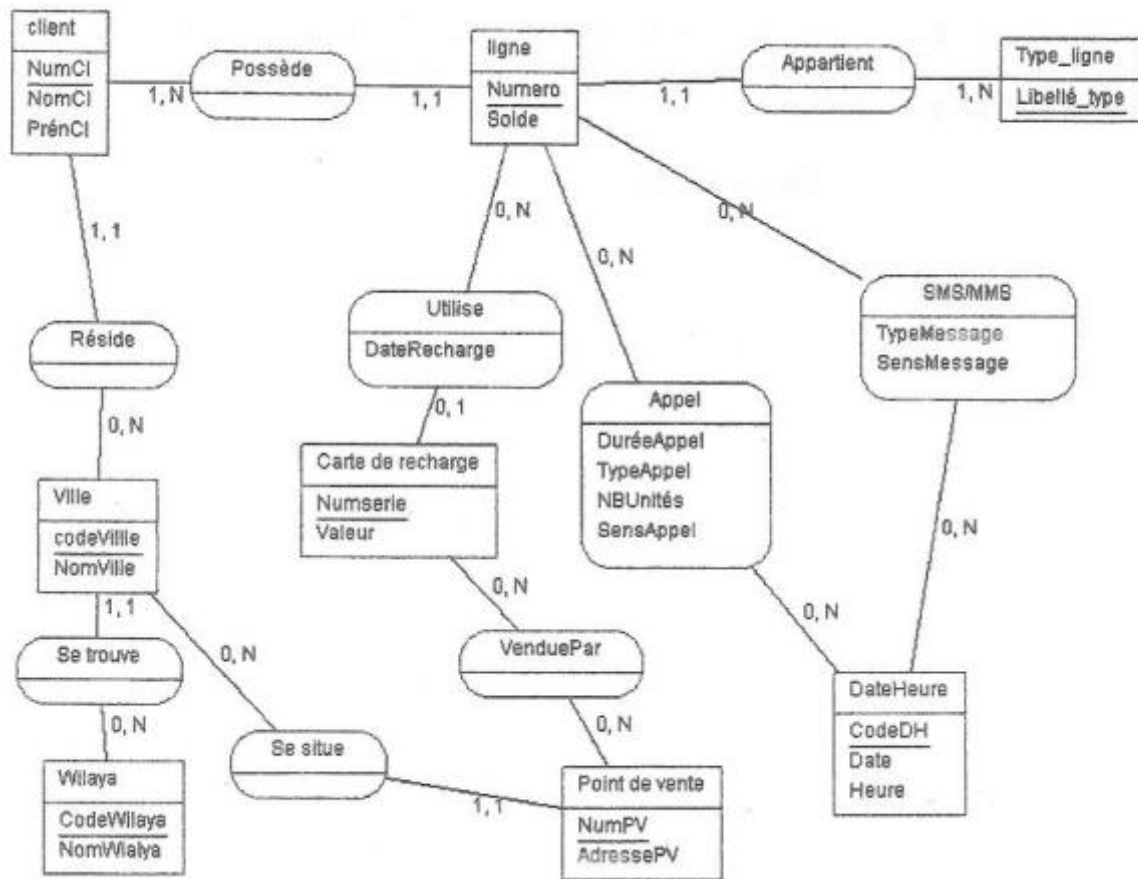 client
NumCl
NomCl
PrénCl
Possède
1, N
1, 1
ligne
Numero
Solde
Appartient
1, 1
1, N
Type_ligne
Libellé_type
1, 1
0, N
0, N
0, N
Réside
Utilise
DateRecharge
SMS/MMS
TypeMessage
SensMessage
0, N
0, 1
Appel
DuréeAppel
TypeAppel
NBUnités
SensAppel
0, N
Ville
codeVillle
NomVille
Carte de recharge
Numserie
Valeur
1, 1
0, N
0, N
0, N
Se trouve
VenduePar
0, N
0, N
Se situe
1, 1
DateHeure
CodeDH
Date
Heure
Wilaya
CodeWilaya
NomWialya
Point de vente
NumPV
AdressePV